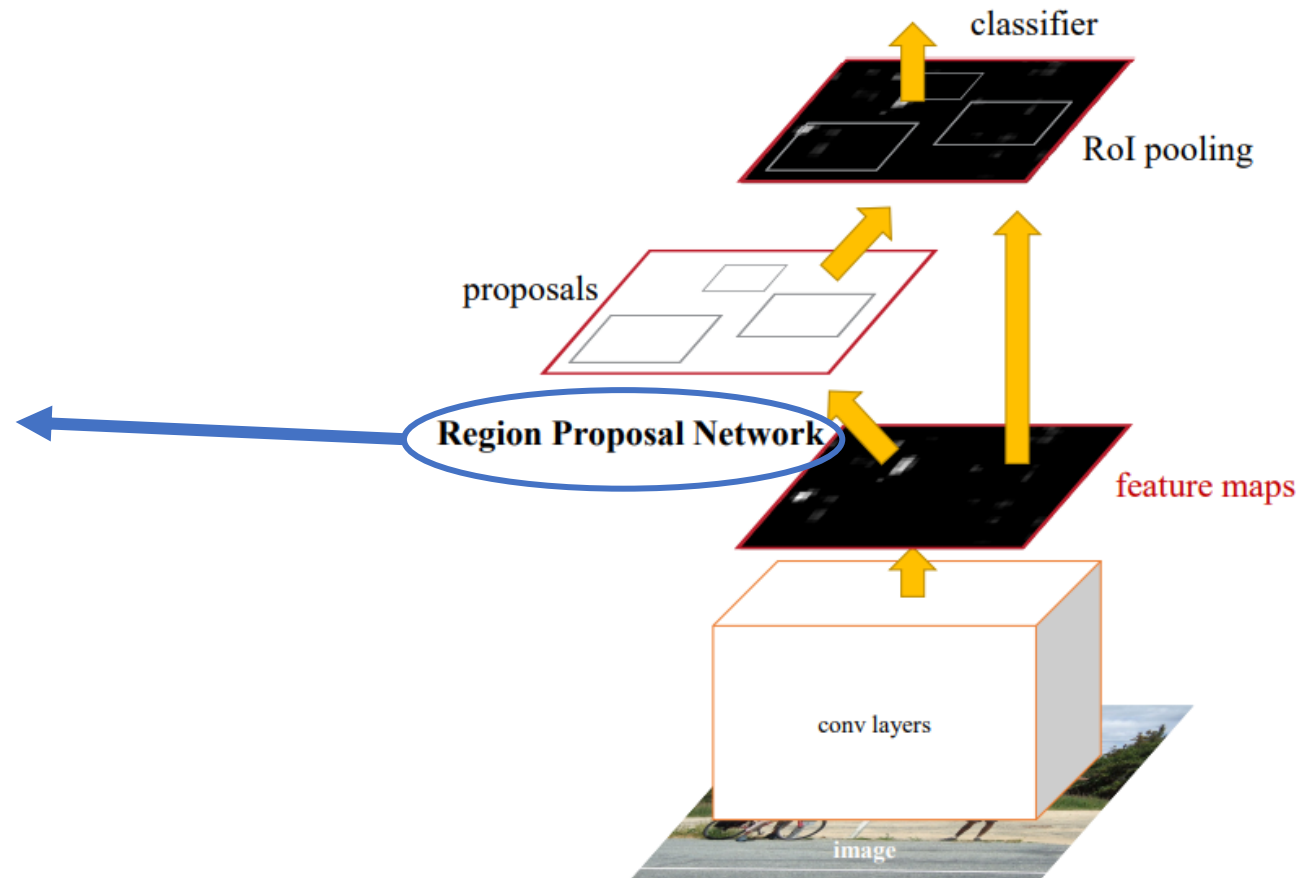 classifier
RoI pooling
proposals
Region Proposal Network
feature maps
conv layers
image